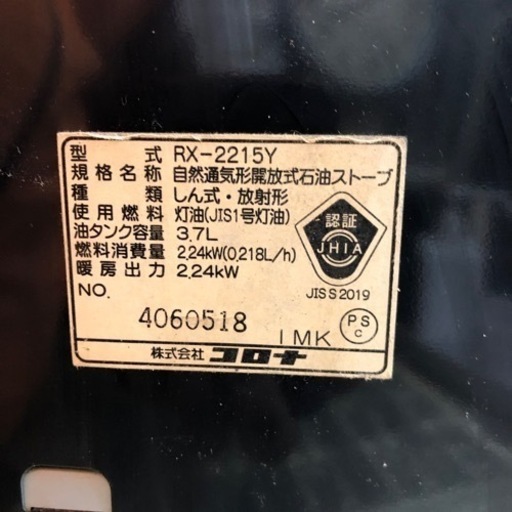 型式 RX-2215Y
規格名称 自然通気形開放式石油ストーブ
種類 しん式・放射形
使用燃料 灯油(JIS1号灯油)
油タンク容量 3.7L
燃料消費量 2.24kW(0.218L/h)
暖房出力 2.24kW
認証
JHIA
JIS S 2019
NO.
4060518
1MK
PS
C
株式会社 コロナ